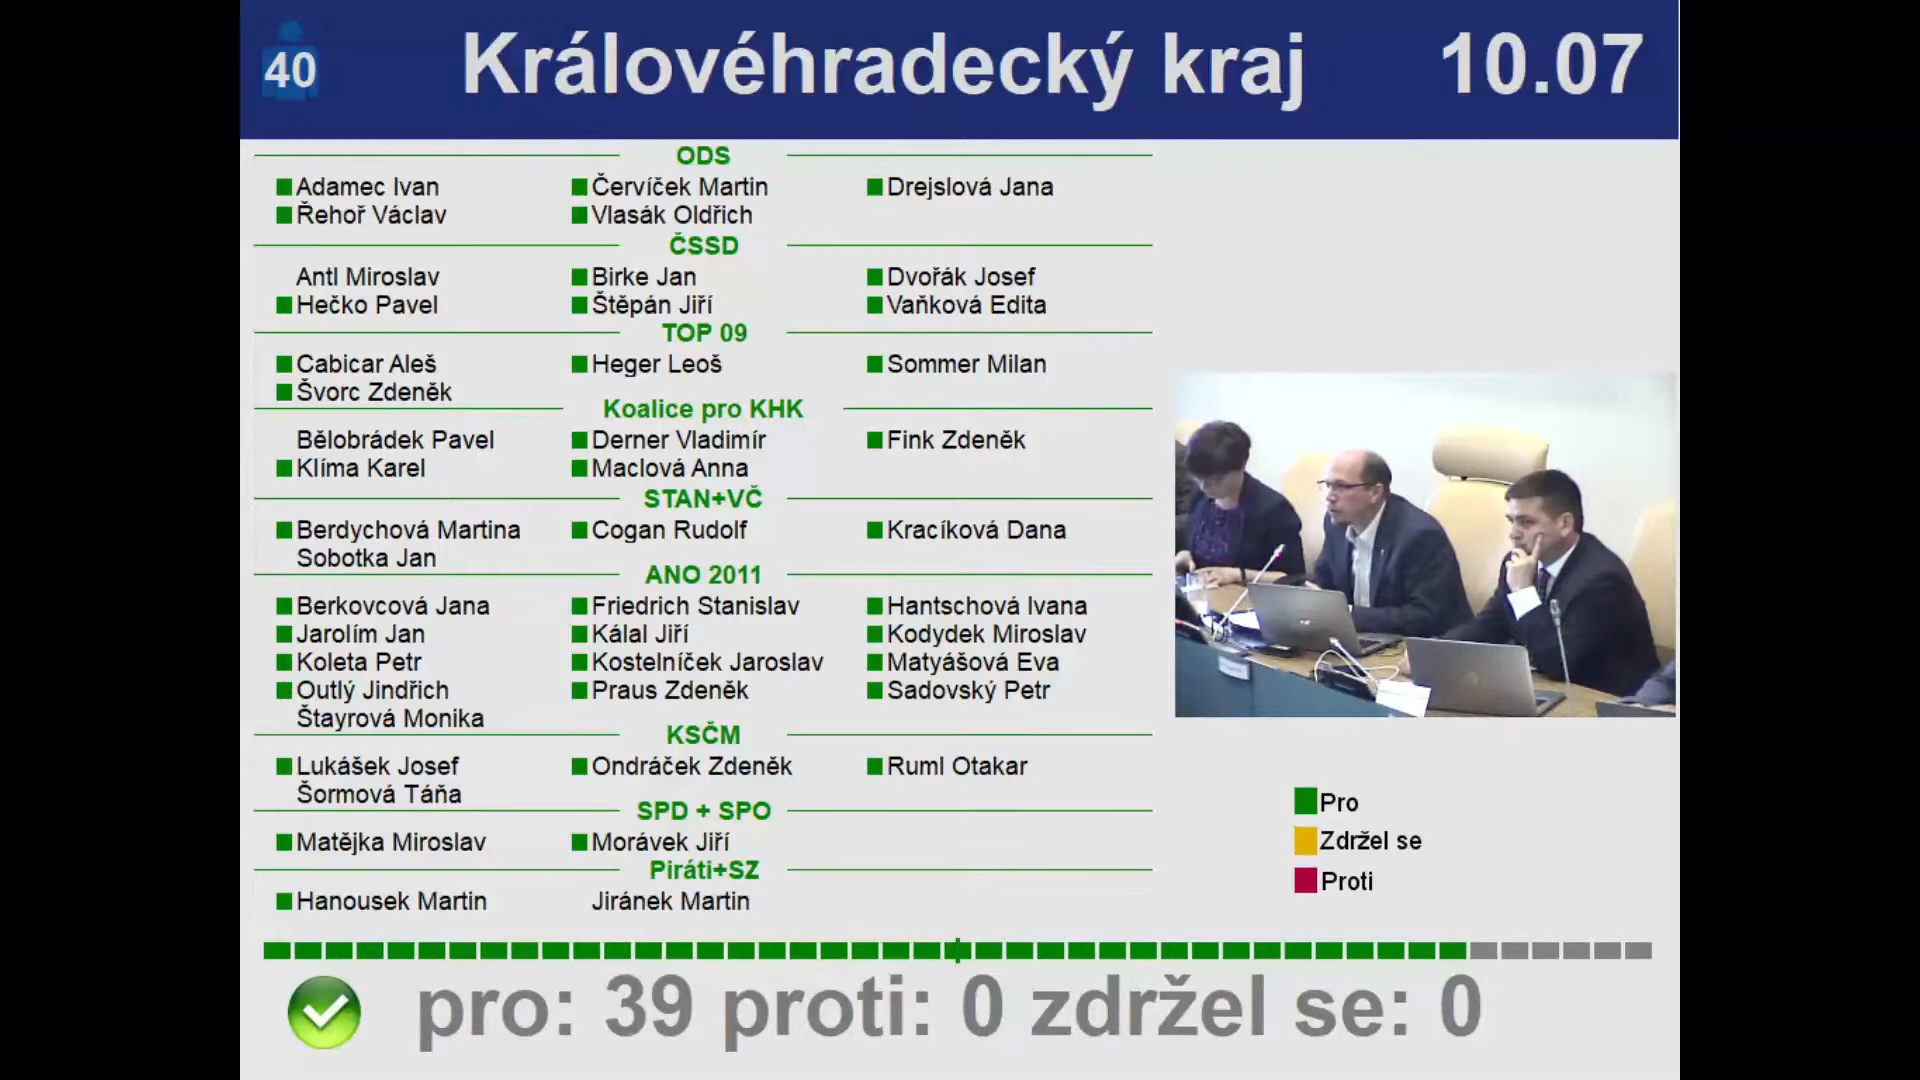 40 Královéhradecký kraj 10.07
ODS
Adamec Ivan Červíček Martin Drejslová Jana
Řehoř Václav Vlasák Oldřich
ČSSD
Antl Miroslav Birke Jan Dvořák Josef
Hečko Pavel Štěpán Jiří Vaňková Edita
TOP 09
Cabicar Aleš Heger Leoš Sommer Milan
Švorc Zdeněk
Koalice pro KHK
Bělobrádek Pavel Derner Vladimír Fink Zdeněk
Klíma Karel Maclová Anna
STAN+VČ
Berdychová Martina Cogan Rudolf Kracíková Dana
Sobotka Jan
ANO 2011
Berkovcová Jana Friedrich Stanislav Hantschová Ivana
Jarolím Jan Kálal Jiří Kodydek Miroslav
Koleta Petr Kostelníček Jaroslav Matyášová Eva
Outlý Jindřich Praus Zdeněk Sadovský Petr
Štayrová Monika
KSČM
Lukášek Josef Ondráček Zdeněk Ruml Otakar
Šormová Táňa
SPD + SPO
Matějka Miroslav Morávek Jiří
Piráti+SZ
Hanousek Martin Jiránek Martin
Pro
Zdržel se
Proti
pro: 39 proti: 0 zdržel se: 0